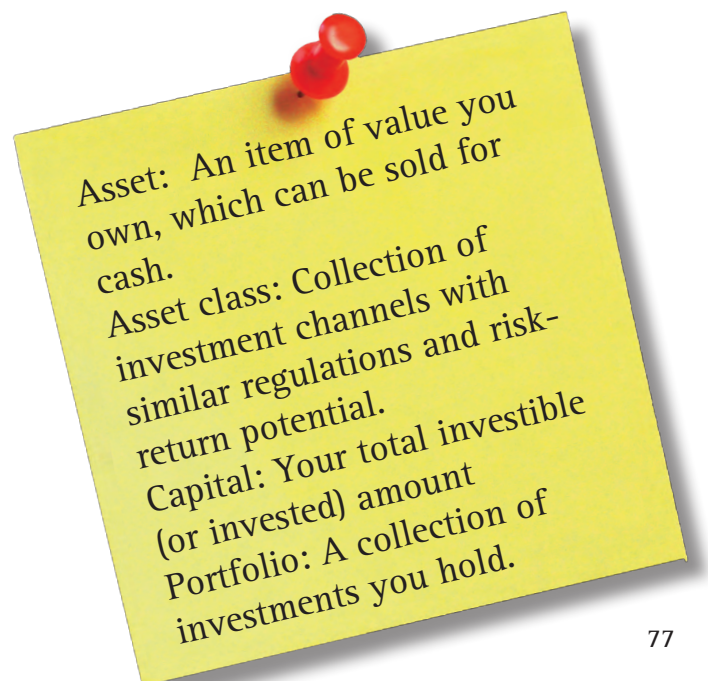 Asset:  An item of value you
own, which can be sold for
cash.
Asset class: Collection of
investment channels with
similar regulations and risk-
return potential.
Capital: Your total investible
(or invested) amount
Portfolio: A collection of
investments you hold.
77